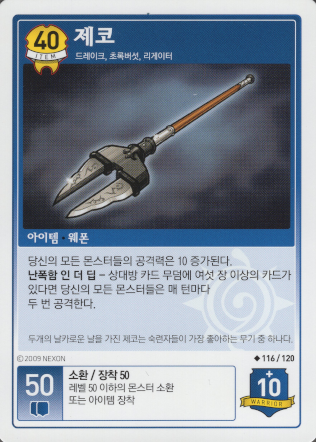 40
ITEM
제코
드레이크, 초록버섯, 리게이터
아이템 · 웨폰
당신의 모든 몬스터들의 공격력은 10 증가된다.
난폭함 인 더 딥 – 상대방 카드 무덤에 여섯 장 이상의 카드가
있다면 당신의 모든 몬스터들은 매 턴마다
두 번 공격한다.
두개의 날카로운 날을 가진 제코는 숙련자들이 가장 좋아하는 무기 중 하나다.
©2009 NEXON
◆116 / 120
50
소환 / 장착 50
레벨 50 이하의 몬스터 소환
또는 아이템 장착
+
10
WARRIOR